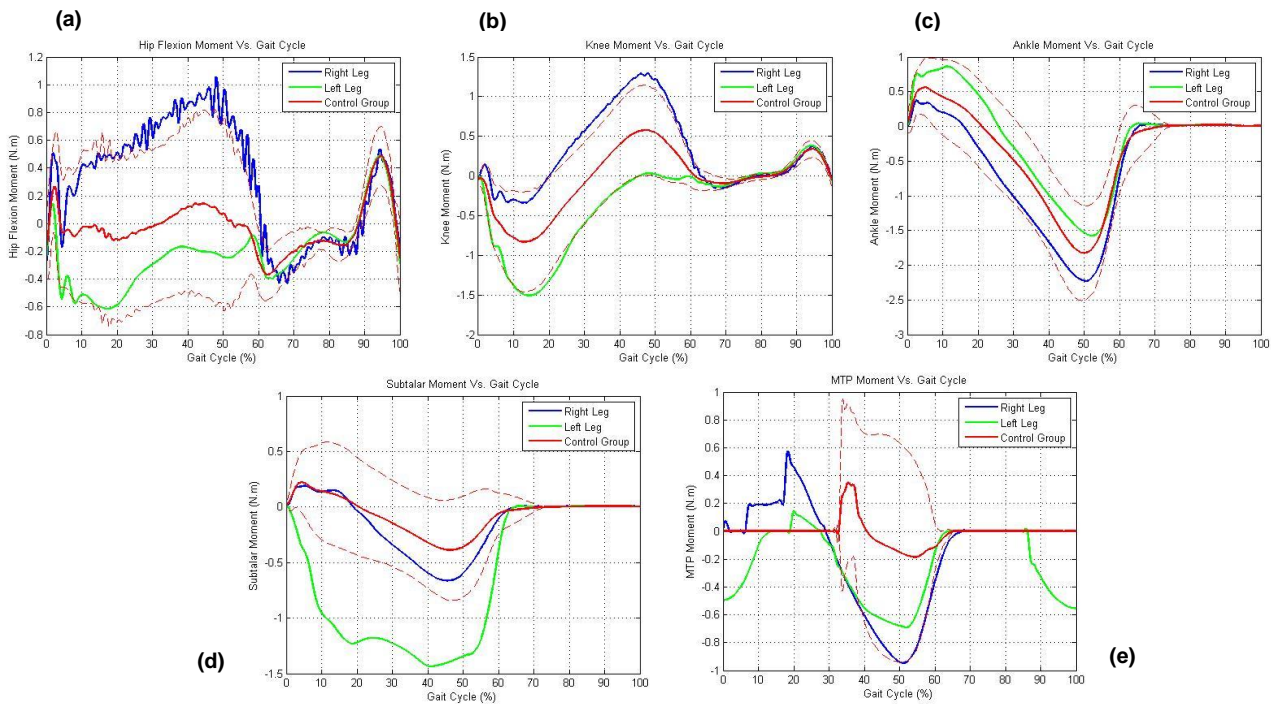 (a)
Hip Flexion Moment Vs. Gait Cycle
Right Leg
Left Leg
Control Group
Hip Flexion Moment (N.m)
1.2
1
0.8
0.6
0.4
0.2
0
-0.2
-0.4
-0.6
-0.8
0 10 20 30 40 50 60 70 80 90 100
Gait Cycle (%)
(b)
Knee Moment Vs. Gait Cycle
Right Leg
Left Leg
Control Group
Knee Moment (N.m)
1.5
1
0.5
0
-0.5
-1
-1.5
-2
0 10 20 30 40 50 60 70 80 90 100
Gait Cycle (%)
(c)
Ankle Moment Vs. Gait Cycle
Right Leg
Left Leg
Control Group
Ankle Moment (N.m)
1
0.5
0
-0.5
-1
-1.5
-2
-2.5
-3
0 10 20 30 40 50 60 70 80 90 100
Gait Cycle (%)
Subtalar Moment Vs. Gait Cycle
Right Leg
Left Leg
Control Group
Subtalar Moment (N.m)
1
0.5
0
-0.5
-1
-1.5
0 10 20 30 40 50 60 70 80 90 100
Gait Cycle (%)
(d)
MTP Moment Vs. Gait Cycle
Right Leg
Left Leg
Control Group
MTP Moment (N.m)
1
0.8
0.6
0.4
0.2
0
-0.2
-0.4
-0.6
-0.8
-1
0 10 20 30 40 50 60 70 80 90 100
Gait Cycle (%)
(e)